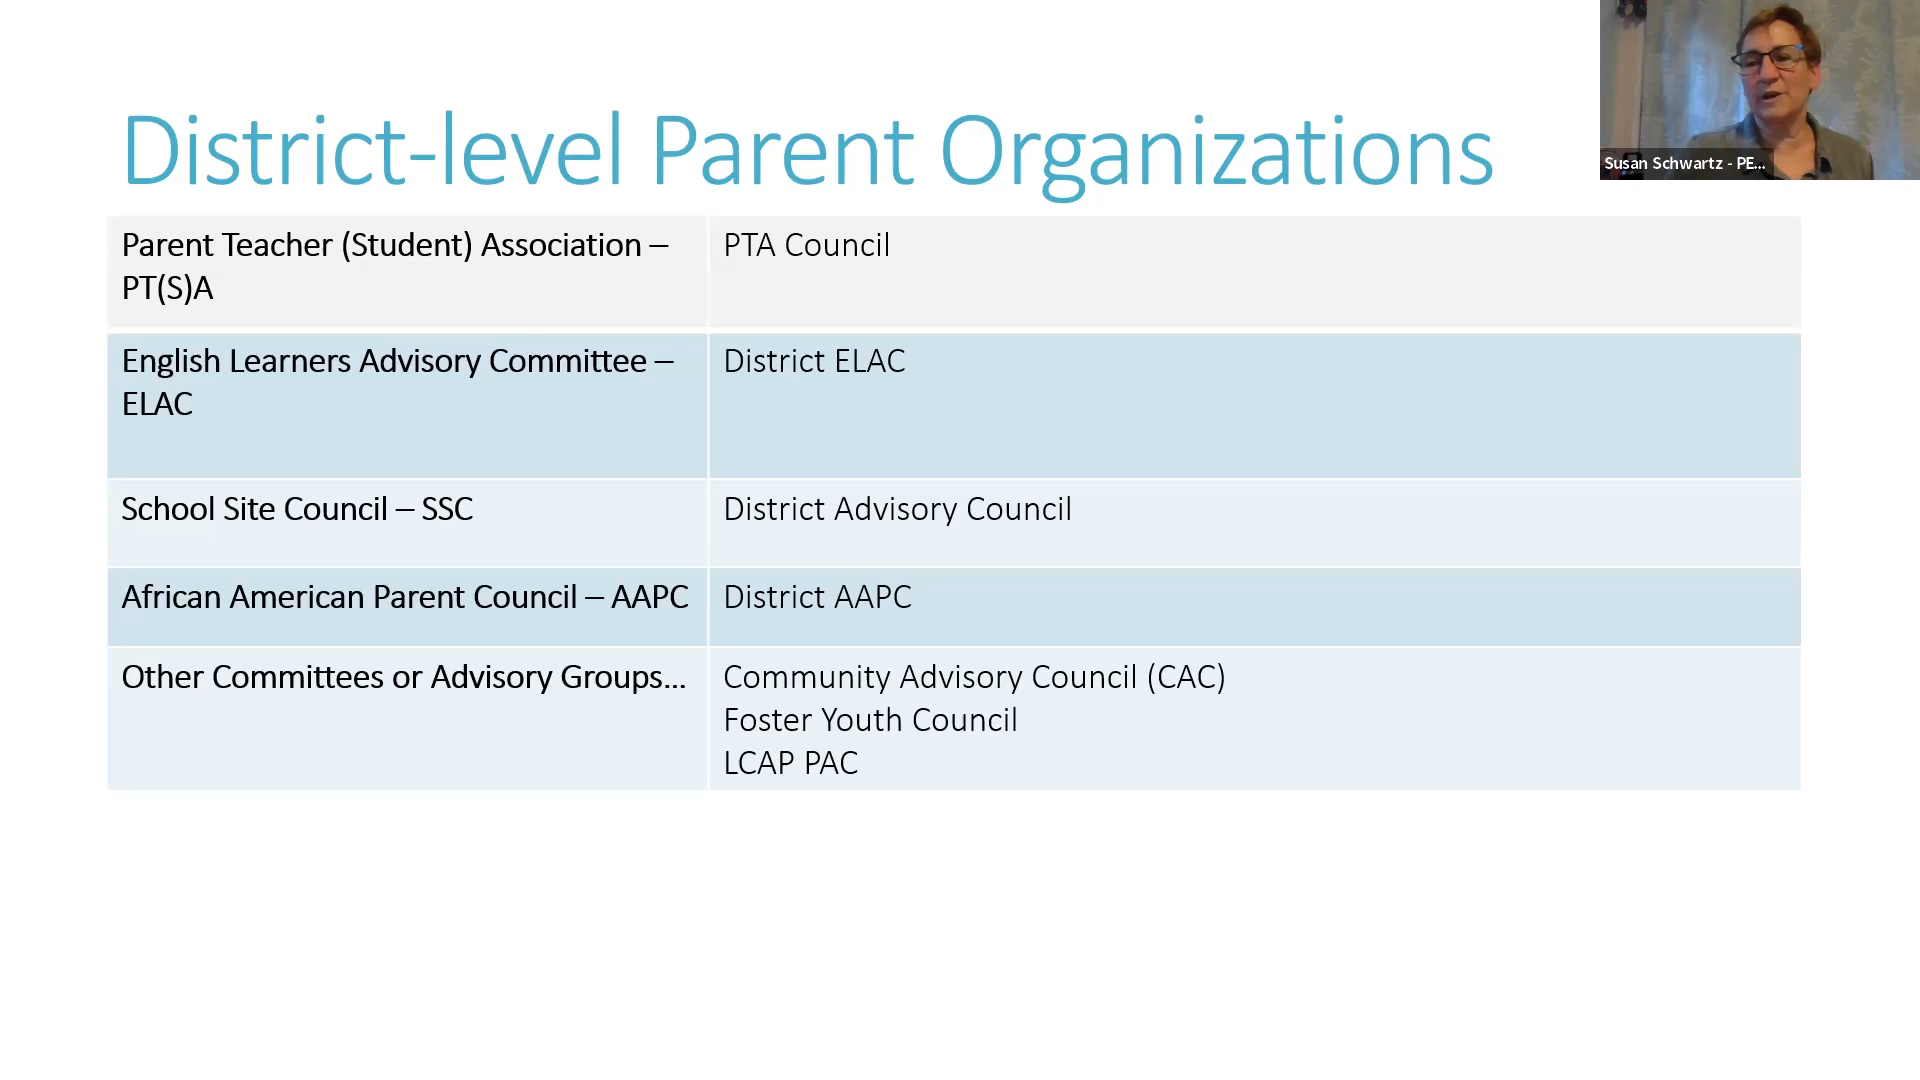 District-level Parent Organizations
Susan Schwartz - PE...
Parent Teacher (Student) Association –
PT(S)A
PTA Council
English Learners Advisory Committee –
ELAC
District ELAC
School Site Council – SSC
District Advisory Council
African American Parent Council – AAPC
District AAPC
Other Committees or Advisory Groups...
Community Advisory Council (CAC)
Foster Youth Council
LCAP PAC